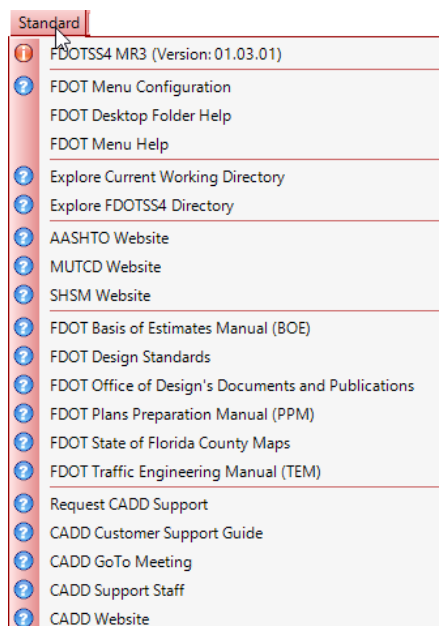 Standard
FDOTSS4 MR3 (Version: 01.03.01)
FDOT Menu Configuration
FDOT Desktop Folder Help
FDOT Menu Help
Explore Current Working Directory
Explore FDOTSS4 Directory
AASHTO Website
MUTCD Website
SHSM Website
FDOT Basis of Estimates Manual (BOE)
FDOT Design Standards
FDOT Office of Design's Documents and Publications
FDOT Plans Preparation Manual (PPM)
FDOT State of Florida County Maps
FDOT Traffic Engineering Manual (TEM)
Request CADD Support
CADD Customer Support Guide
CADD GoTo Meeting
CADD Support Staff
CADD Website